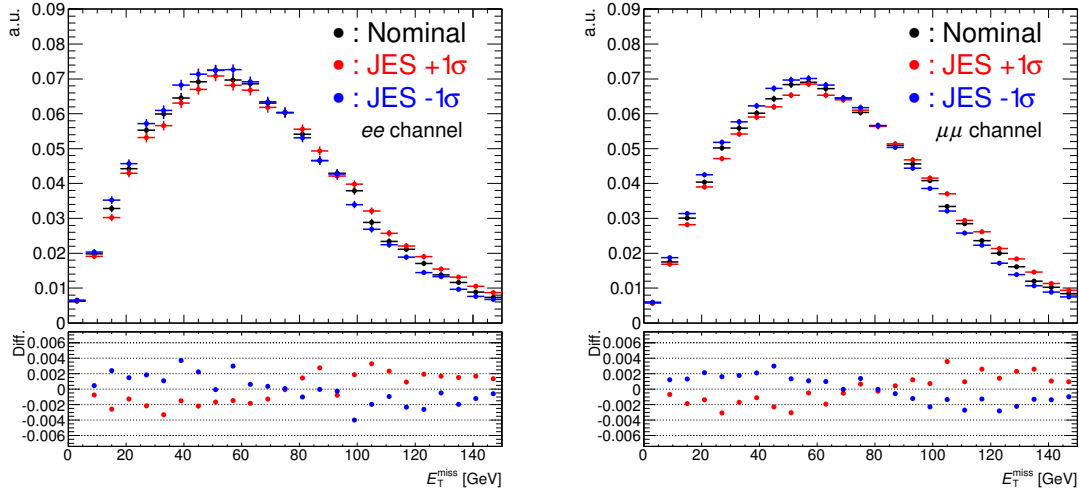 a.u.
0.09
0.08
0.07
0.06
0.05
0.04
0.03
0.02
0.01
0
: Nominal
: JES +1σ
: JES -1σ
ee channel
Diff.
0.006
0.004
0.002
0
-0.002
-0.004
-0.006
0 20 40 60 80 100 120 140
E_T^miss [GeV]
a.u.
0.09
0.08
0.07
0.06
0.05
0.04
0.03
0.02
0.01
0
: Nominal
: JES +1σ
: JES -1σ
μμ channel
Diff.
0.006
0.004
0.002
0
-0.002
-0.004
-0.006
0 20 40 60 80 100 120 140
E_T^miss [GeV]